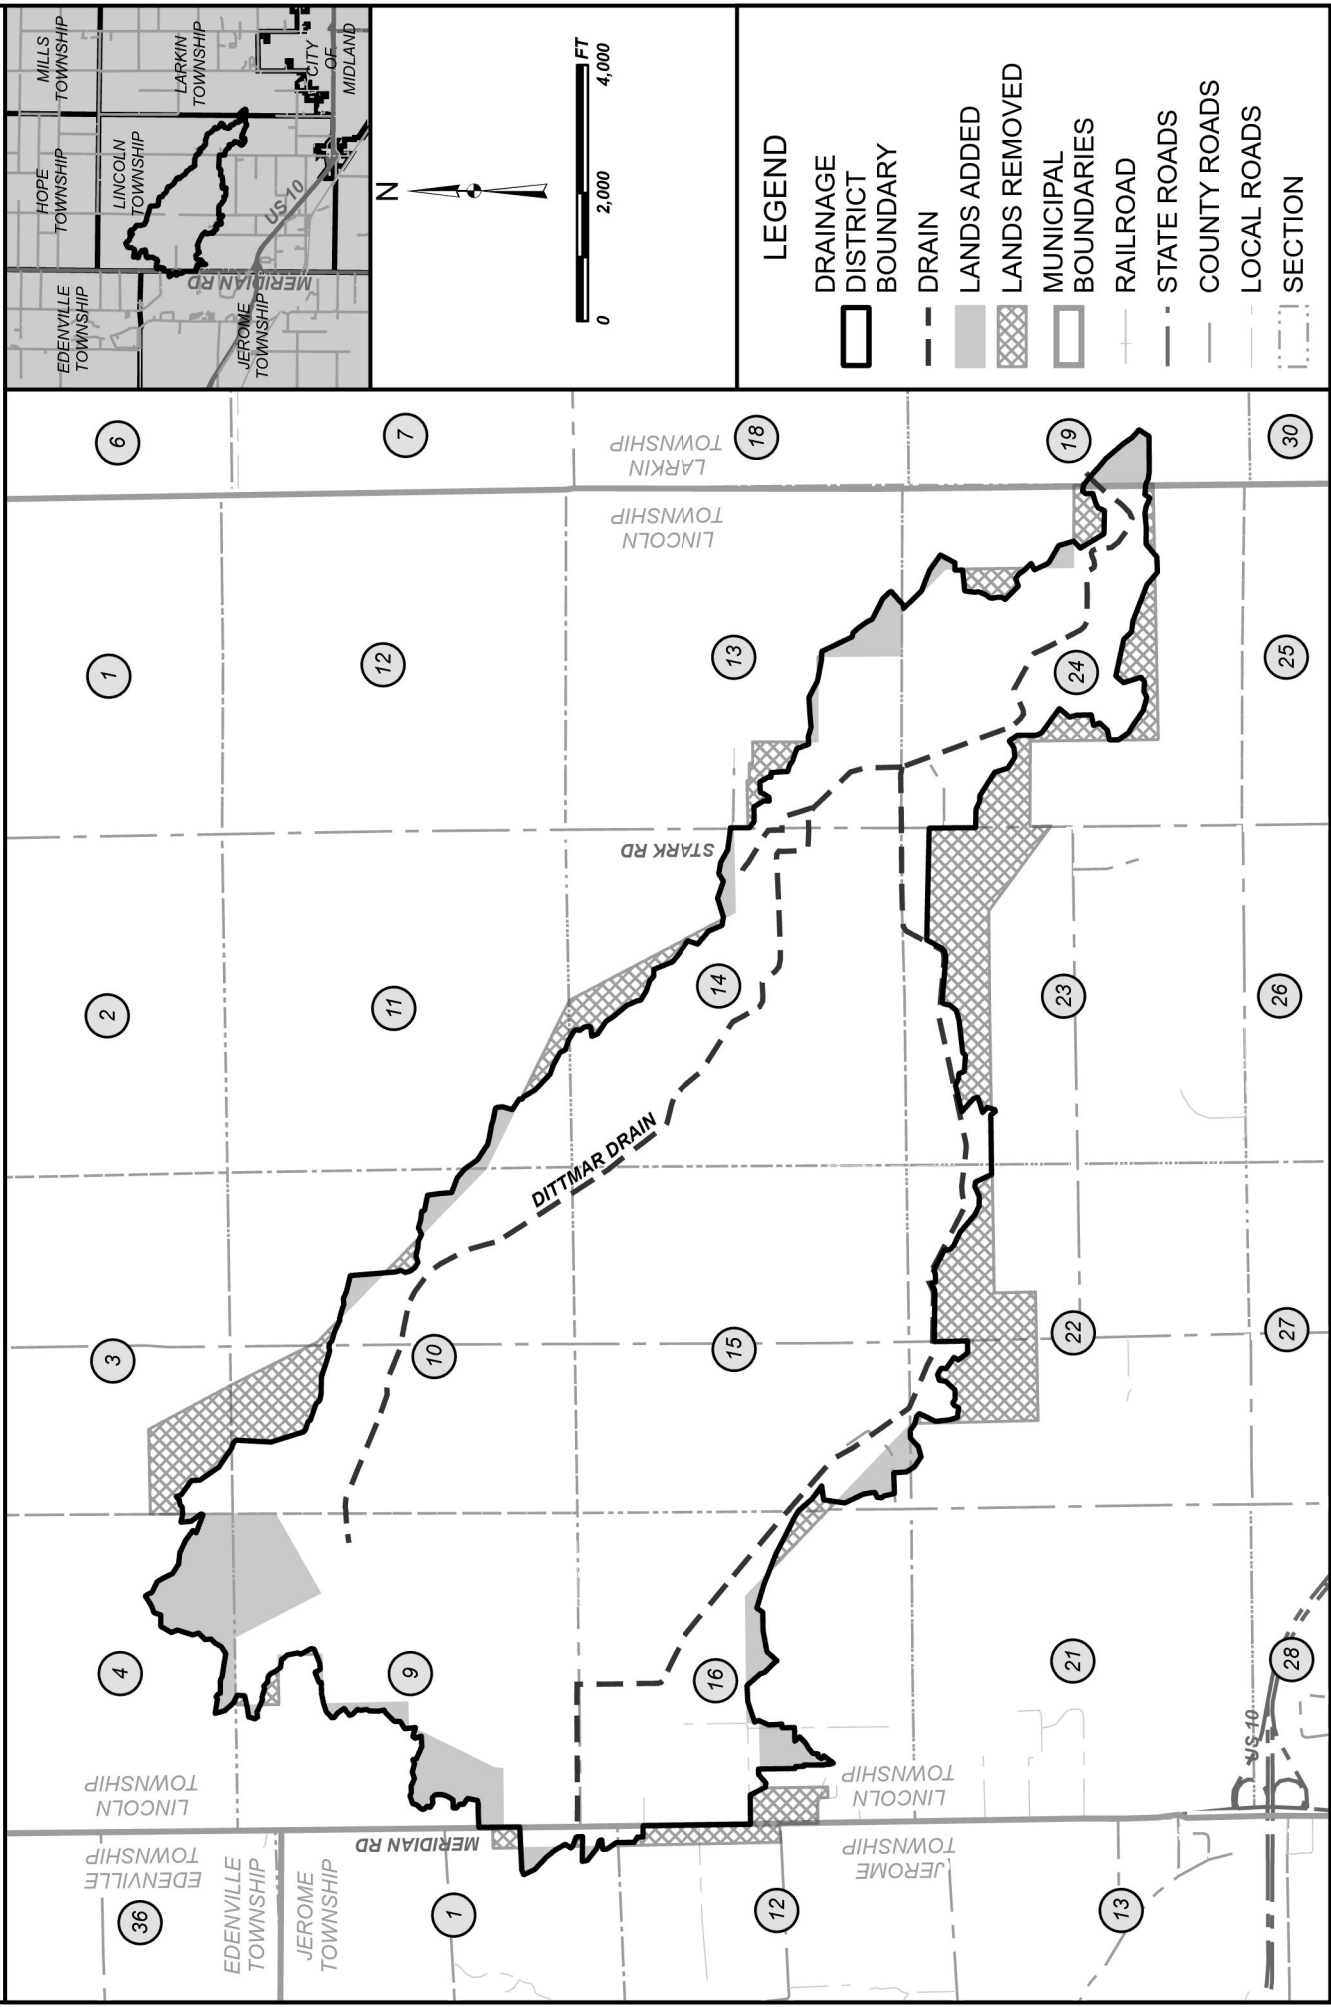 6
7
18
19
30
LARKIN
TOWNSHIP
LINCOLN
TOWNSHIP
1
12
13
24
25
STARK RD
2
11
14
23
26
DITTMAR DRAIN
3
10
15
22
27
4
9
16
21
28
LINCOLN
TOWNSHIP
LINCOLN
TOWNSHIP
US 10
MERIDIAN RD
EDENVILLE
TOWNSHIP
EDENVILLE
TOWNSHIP
JEROME
TOWNSHIP
JEROME
TOWNSHIP
36
1
12
13
MILLS
TOWNSHIP
HOPE
TOWNSHIP
EDENVILLE
TOWNSHIP
LARKIN
TOWNSHIP
LINCOLN
TOWNSHIP
CITY
OF
MIDLAND
US 10
MERIDIAN RD
JEROME
TOWNSHIP
N
0
2,000
4,000
FT
LEGEND
DRAINAGE
DISTRICT
BOUNDARY
DRAIN
LANDS ADDED
LANDS REMOVED
MUNICIPAL
BOUNDARIES
RAILROAD
STATE ROADS
COUNTY ROADS
LOCAL ROADS
SECTION